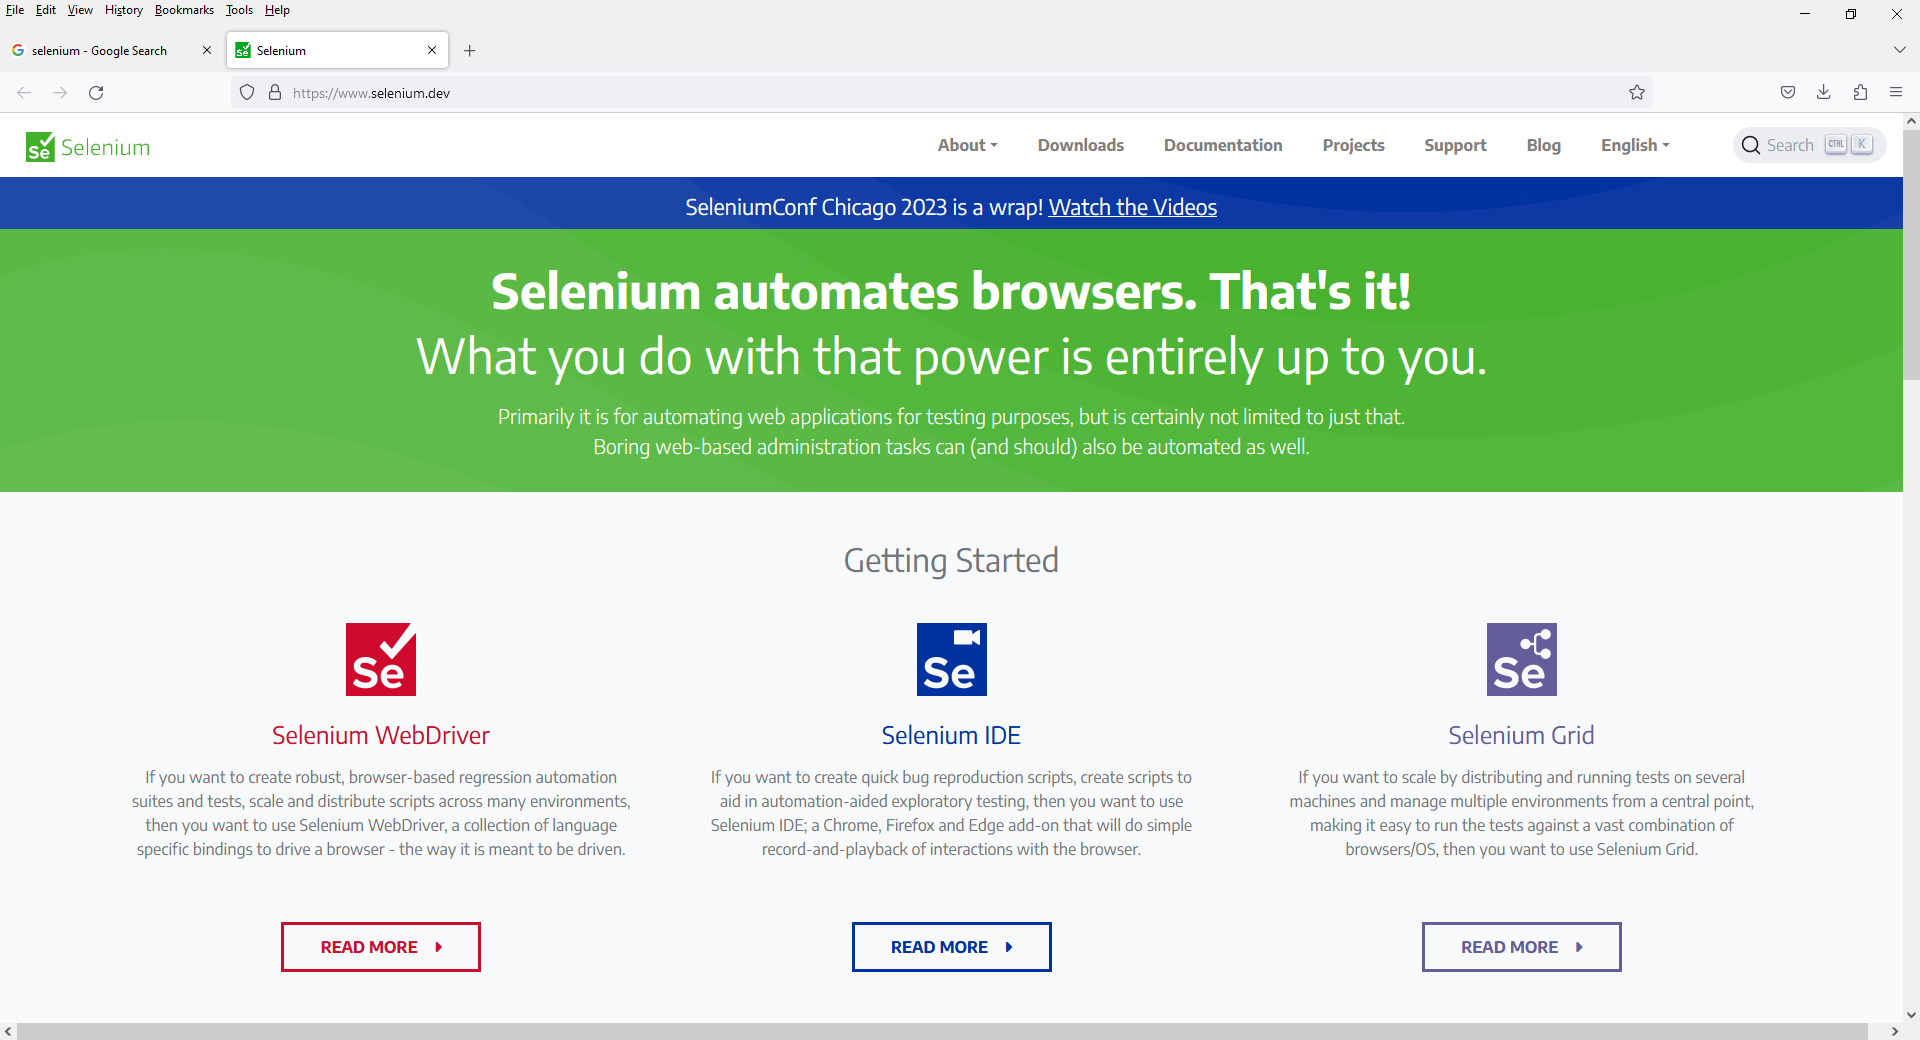 File Edit View History Bookmarks Tools Help
selenium - Google Search
Selenium
https://www.selenium.dev
Se Selenium
About
Downloads
Documentation
Projects
Support
Blog
English
Search CTRL K
SeleniumConf Chicago 2023 is a wrap! Watch the Videos
Selenium automates browsers. That's it!
What you do with that power is entirely up to you.
Primarily it is for automating web applications for testing purposes, but is certainly not limited to just that.
Boring web-based administration tasks can (and should) also be automated as well.
Getting Started
Se
Selenium WebDriver
If you want to create robust, browser-based regression automation
suites and tests, scale and distribute scripts across many environments,
then you want to use Selenium WebDriver, a collection of language
specific bindings to drive a browser - the way it is meant to be driven.
READ MORE
Se
Selenium IDE
If you want to create quick bug reproduction scripts, create scripts to
aid in automation-aided exploratory testing, then you want to use
Selenium IDE; a Chrome, Firefox and Edge add-on that will do simple
record-and-playback of interactions with the browser.
READ MORE
Se
Selenium Grid
If you want to scale by distributing and running tests on several
machines and manage multiple environments from a central point,
making it easy to run the tests against a vast combination of
browsers/OS, then you want to use Selenium Grid.
READ MORE